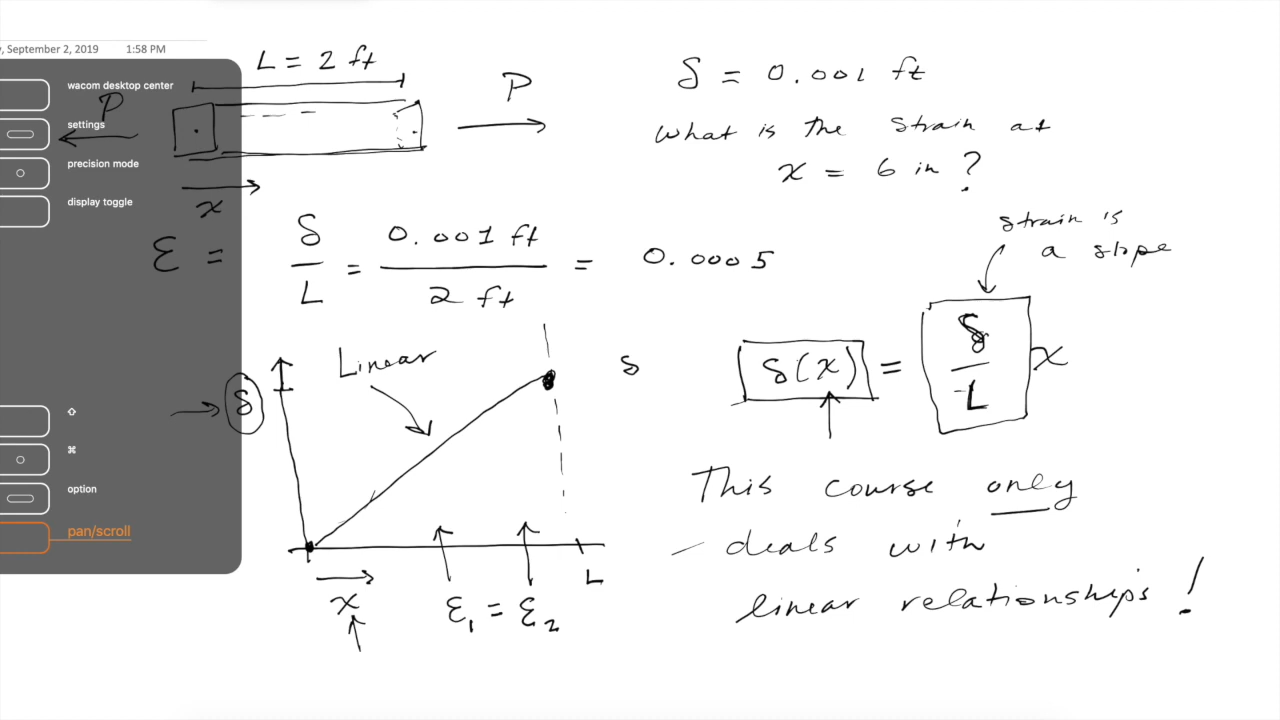 , September 2, 2019 1:58 PM
L = 2 ft
wacom desktop center
P
settings
precision mode
display toggle
P
x
δ = 0.001 ft
What is the strain at
x = 6 in ?
ε = δ/L = 0.001 ft / 2 ft = 0.0005
strain is
a slope
Linear
δ
δ
δ(x) = δ/L x
⇧
⌘
option
pan/scroll
L
x
ε₁ = ε₂
This course only
deals with
linear relationships !